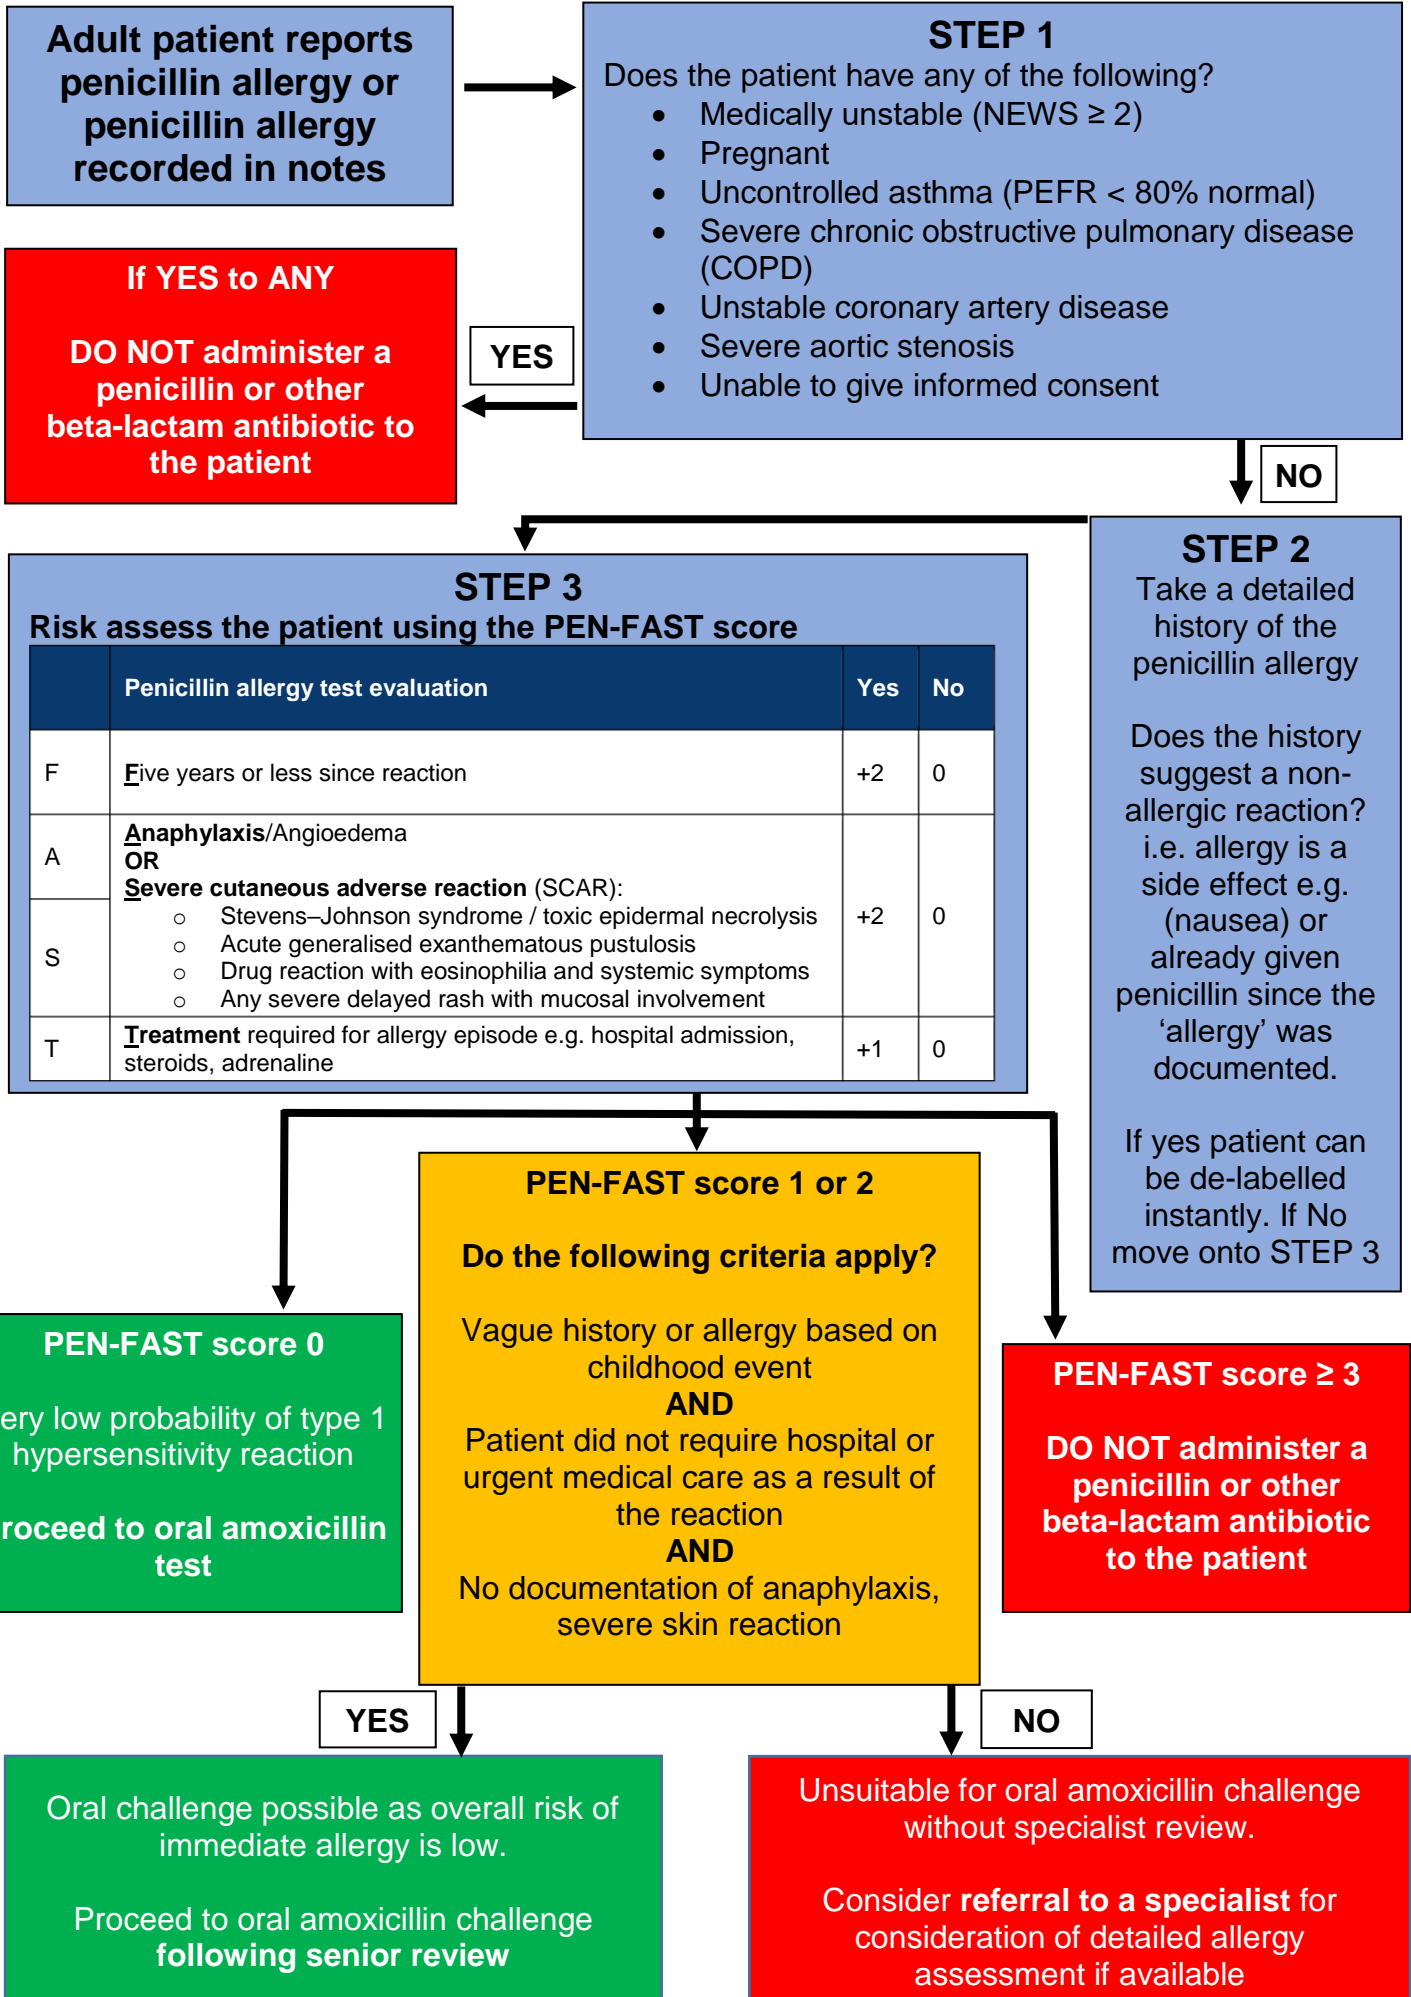 Adult patient reports
penicillin allergy or
penicillin allergy
recorded in notes
STEP 1
Does the patient have any of the following?
• Medically unstable (NEWS ≥ 2)
• Pregnant
• Uncontrolled asthma (PEFR < 80% normal)
• Severe chronic obstructive pulmonary disease
(COPD)
• Unstable coronary artery disease
• Severe aortic stenosis
• Unable to give informed consent
YES
If YES to ANY
DO NOT administer a
penicillin or other
beta-lactam antibiotic to
the patient
NO
STEP 2
Take a detailed
history of the
penicillin allergy
Does the history
suggest a non-
allergic reaction?
i.e. allergy is a
side effect e.g.
(nausea) or
already given
penicillin since the
‘allergy’ was
documented.
If yes patient can
be de-labelled
instantly. If No
move onto STEP 3
STEP 3
Risk assess the patient using the PEN-FAST score
Penicillin allergy test evaluation Yes No
F Five years or less since reaction +2 0
A Anaphylaxis/Angioedema
OR
Severe cutaneous adverse reaction (SCAR):
○ Stevens–Johnson syndrome / toxic epidermal necrolysis +2 0
○ Acute generalised exanthematous pustulosis
S ○ Drug reaction with eosinophilia and systemic symptoms
○ Any severe delayed rash with mucosal involvement
T Treatment required for allergy episode e.g. hospital admission,
steroids, adrenaline +1 0
PEN-FAST score 0
ery low probability of type 1
hypersensitivity reaction
roceed to oral amoxicillin
test
PEN-FAST score 1 or 2
Do the following criteria apply?
Vague history or allergy based on
childhood event
AND
Patient did not require hospital or
urgent medical care as a result of
the reaction
AND
No documentation of anaphylaxis,
severe skin reaction
PEN-FAST score ≥ 3
DO NOT administer a
penicillin or other
beta-lactam antibiotic
to the patient
YES
Oral challenge possible as overall risk of
immediate allergy is low.
Proceed to oral amoxicillin challenge
following senior review
NO
Unsuitable for oral amoxicillin challenge
without specialist review.
Consider referral to a specialist for
consideration of detailed allergy
assessment if available